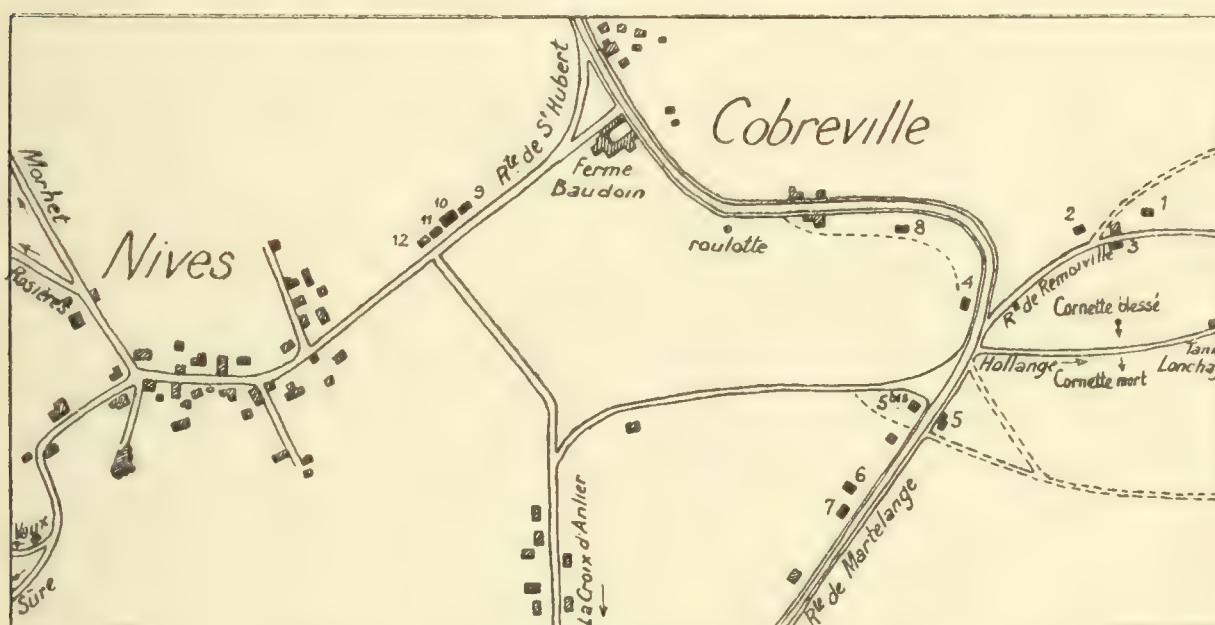 Cobreville
Rte de St Hubert
Ferme
Baudoin
roulotte
Morhet
Nives
Rosières
9
10
11
12
8
2
1
3
4
Rte de Remoiville
Cornette blessé
Hollange
Cornette mort
Lonchag
5bis
5
6
7
Rte de Martelange
La Croix d'Anlier
Vaux
Sûre